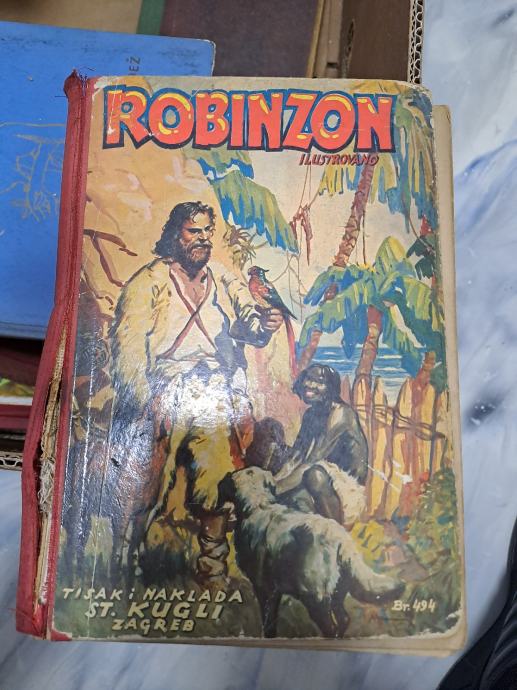 ROBINZON
ILUSTROVANO
TISAK i NAKLADA
ST. KUGLI
ZAGREB
Br. 494